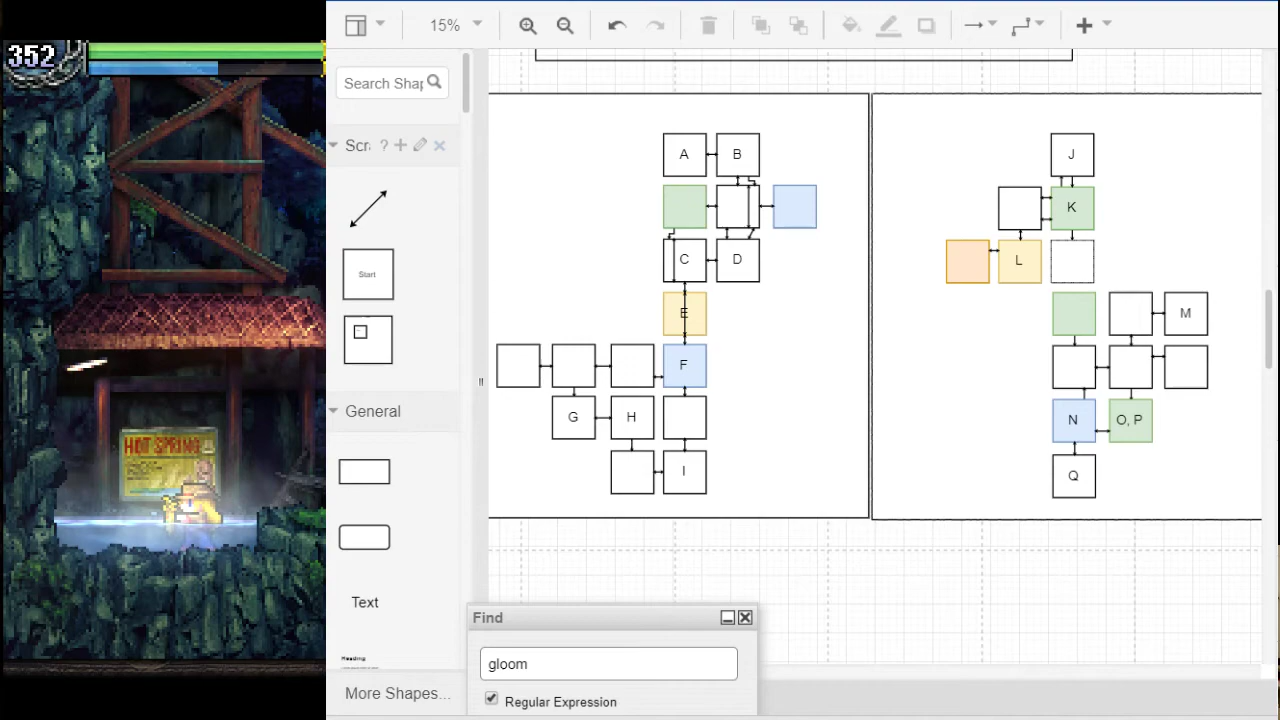 352
HOT SPRING
15%
Search Shap
Scr
?
Start
General
Text
More Shapes...
A
B
C
D
E
F
G
H
I
J
K
L
M
N
O, P
Q
Find
gloom
Regular Expression